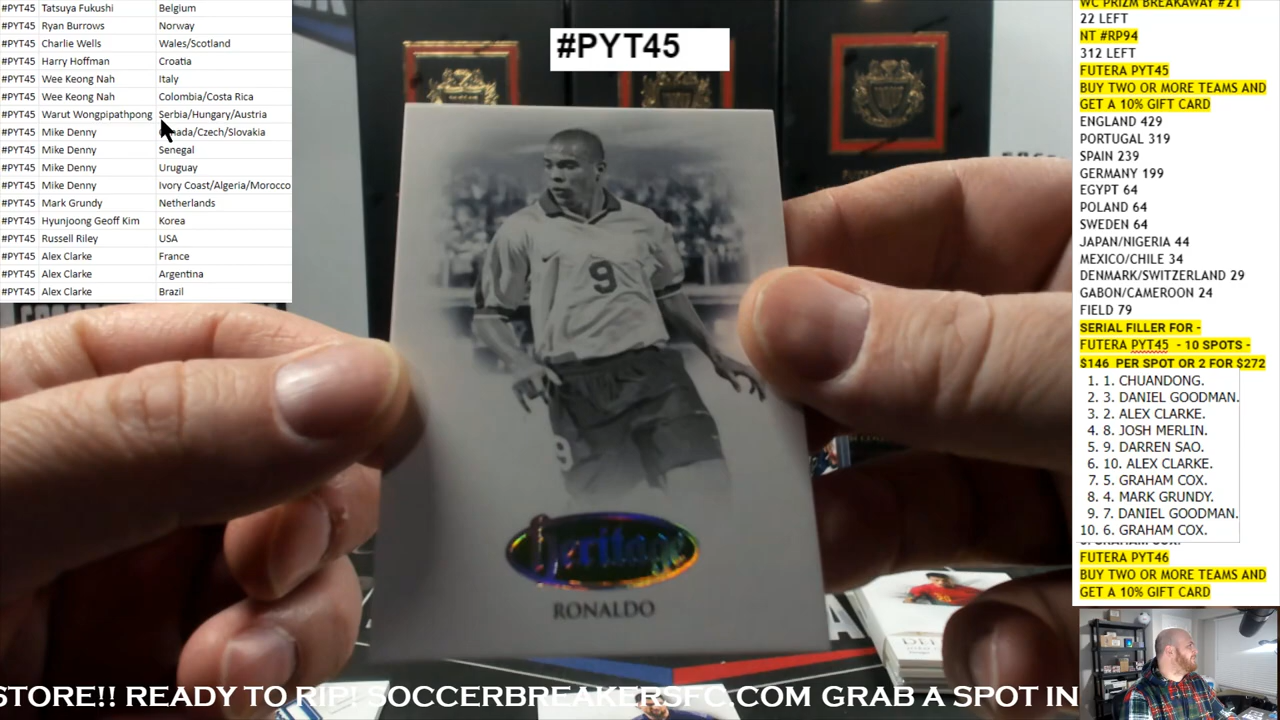 #PYT45 Tatsuya Fukushi Belgium
#PYT45 Ryan Burrows Norway
#PYT45 Charlie Wells Wales/Scotland
#PYT45 Harry Hoffman Croatia
#PYT45 Wee Keong Nah Italy
#PYT45 Wee Keong Nah Colombia/Costa Rica
#PYT45 Warut Wongpipathpong Serbia/Hungary/Austria
#PYT45 Mike Denny nada/Czech/Slovakia
#PYT45 Mike Denny Senegal
#PYT45 Mike Denny Uruguay
#PYT45 Mike Denny Ivory Coast/Algeria/Morocco
#PYT45 Mark Grundy Netherlands
#PYT45 Hyunjoong Geoff Kim Korea
#PYT45 Russell Riley USA
#PYT45 Alex Clarke France
#PYT45 Alex Clarke Argentina
#PYT45 Alex Clarke Brazil
#PYT45
9
9
Heritage
RONALDO
WC PRIZM BREAKAWAY #21
22 LEFT
NT #RP94
312 LEFT
FUTERA PYT45
BUY TWO OR MORE TEAMS AND
GET A 10% GIFT CARD
ENGLAND 429
PORTUGAL 319
SPAIN 239
GERMANY 199
EGYPT 64
POLAND 64
SWEDEN 64
JAPAN/NIGERIA 44
MEXICO/CHILE 34
DENMARK/SWITZERLAND 29
GABON/CAMEROON 24
FIELD 79
SERIAL FILLER FOR -
FUTERA PYT45 - 10 SPOTS -
$146 PER SPOT OR 2 FOR $272
1. 1. CHUANDONG.
2. 3. DANIEL GOODMAN.
3. 2. ALEX CLARKE.
4. 8. JOSH MERLIN.
5. 9. DARREN SAO.
6. 10. ALEX CLARKE.
7. 5. GRAHAM COX.
8. 4. MARK GRUNDY.
9. 7. DANIEL GOODMAN.
10. 6. GRAHAM COX.
FUTERA PYT46
BUY TWO OR MORE TEAMS AND
GET A 10% GIFT CARD
STORE!! READY TO RIP! SOCCERBREAKERSFC.COM GRAB A SPOT IN